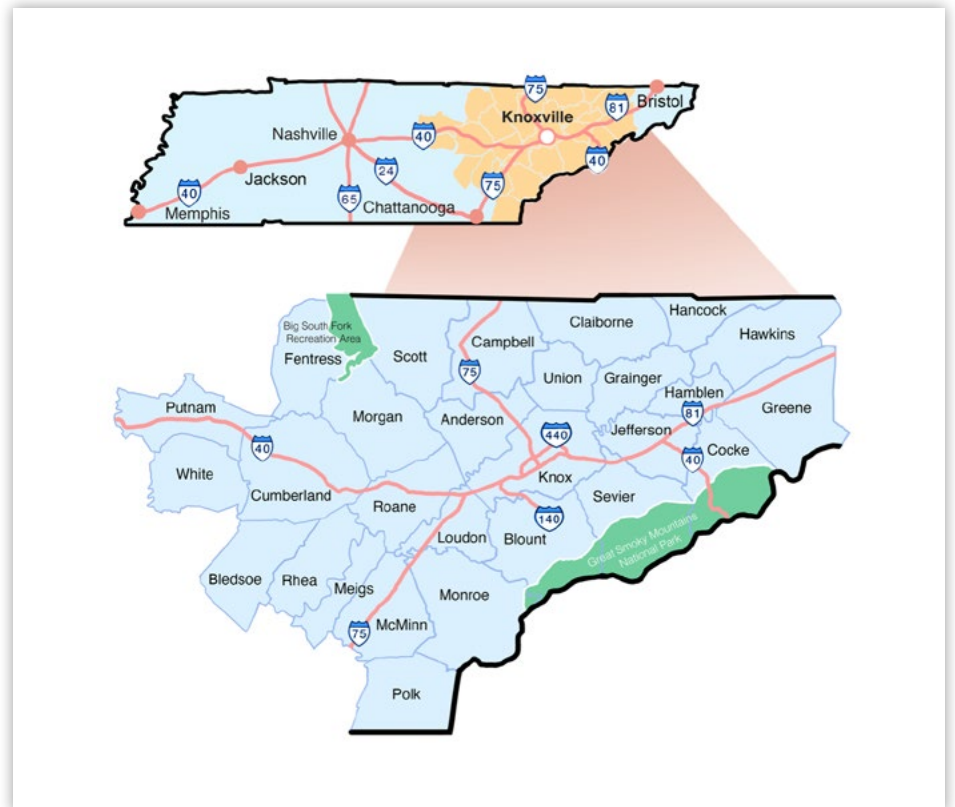 75
81
Bristol
Knoxville
Nashville
40
40
24
75
Jackson
40
65
Chattanooga
Memphis
Hancock
Claiborne
Big South Fork
Recreation Area
Hawkins
Campbell
Scott
Fentress
75
Union
Grainger
Hamblen
Putnam
Morgan
Anderson
81
Greene
440
Jefferson
40
Cocke
40
White
Knox
Cumberland
Sevier
Roane
140
Loudon
Blount
Great Smoky Mountains
National Park
Bledsoe
Rhea
Meigs
Monroe
75
McMinn
Polk